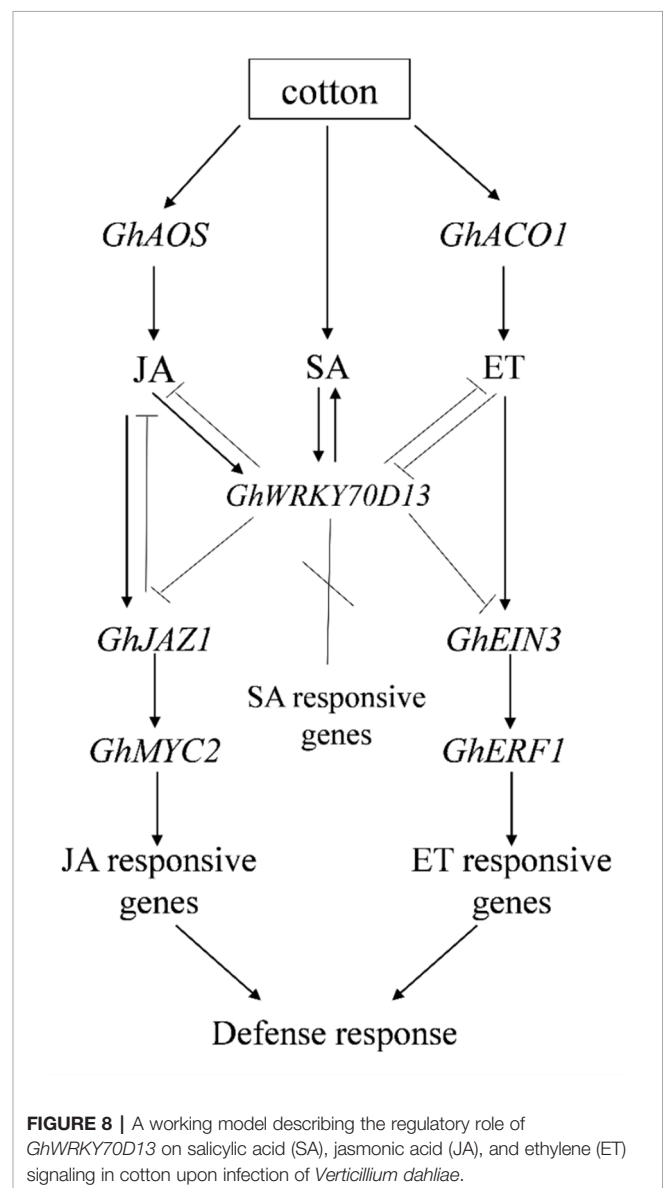 cotton
GhAOS
GhACO1
JA
SA
ET
GhWRKY70D13
GhJAZ1
GhEIN3
SA responsive
genes
GhMYC2
GhERF1
JA responsive
genes
ET responsive
genes
Defense response
FIGURE 8 | A working model describing the regulatory role of
GhWRKY70D13 on salicylic acid (SA), jasmonic acid (JA), and ethylene (ET)
signaling in cotton upon infection of Verticillium dahliae.